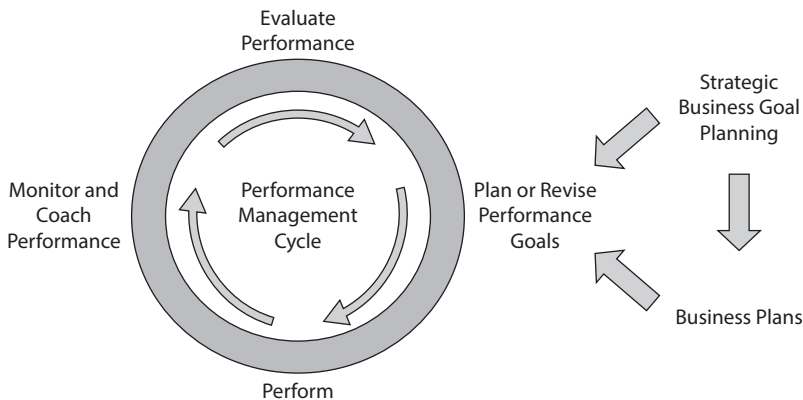 Evaluate
Performance
Strategic
Business Goal
Planning
Monitor and
Coach
Performance
Performance
Management
Cycle
Plan or Revise
Performance
Goals
Business Plans
Perform